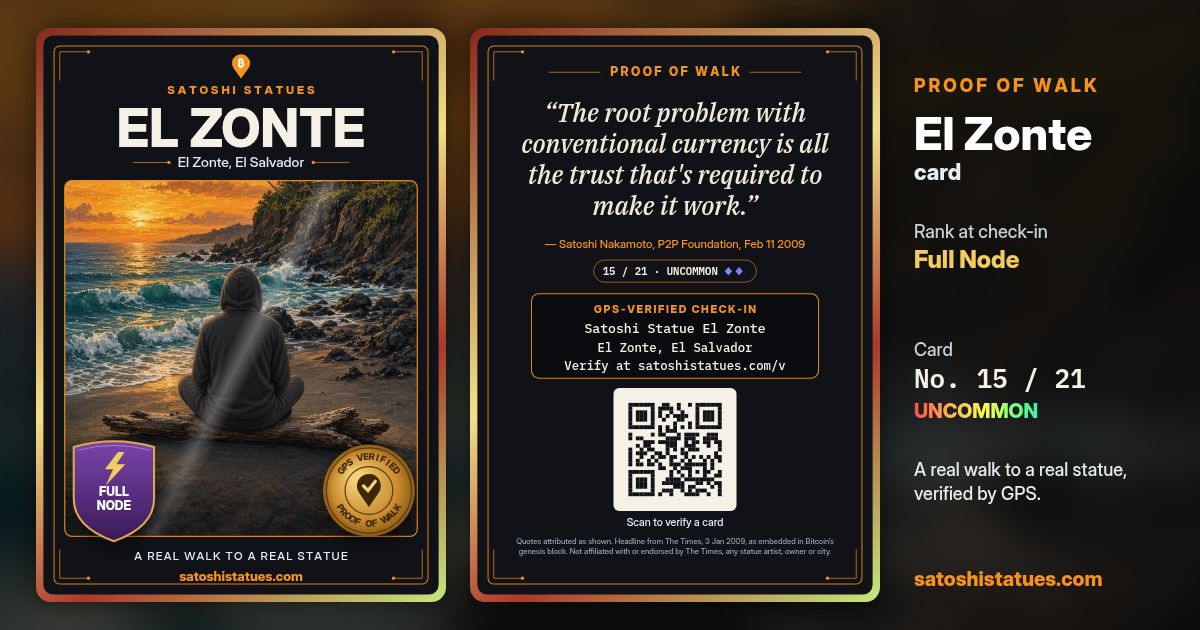 ₿
SATOSHI STATUES
EL ZONTE
El Zonte, El Salvador
FULL
NODE
GPS VERIFIED
PROOF OF WALK
A REAL WALK TO A REAL STATUE
satoshistatues.com
PROOF OF WALK
“The root problem with
conventional currency is all
the trust that's required to
make it work.”
— Satoshi Nakamoto, P2P Foundation, Feb 11 2009
15 / 21 · UNCOMMON ◆◆
GPS-VERIFIED CHECK-IN
Satoshi Statue El Zonte
El Zonte, El Salvador
Verify at satoshistatues.com/v
Scan to verify a card
Quotes attributed as shown. Headline from The Times, 3 Jan 2009, as embedded in Bitcoin's
genesis block. Not affiliated with or endorsed by The Times, any statue artist, owner or city.
PROOF OF WALK
El Zonte
card
Rank at check-in
Full Node
Card
No. 15 / 21
UNCOMMON
A real walk to a real statue,
verified by GPS.
satoshistatues.com